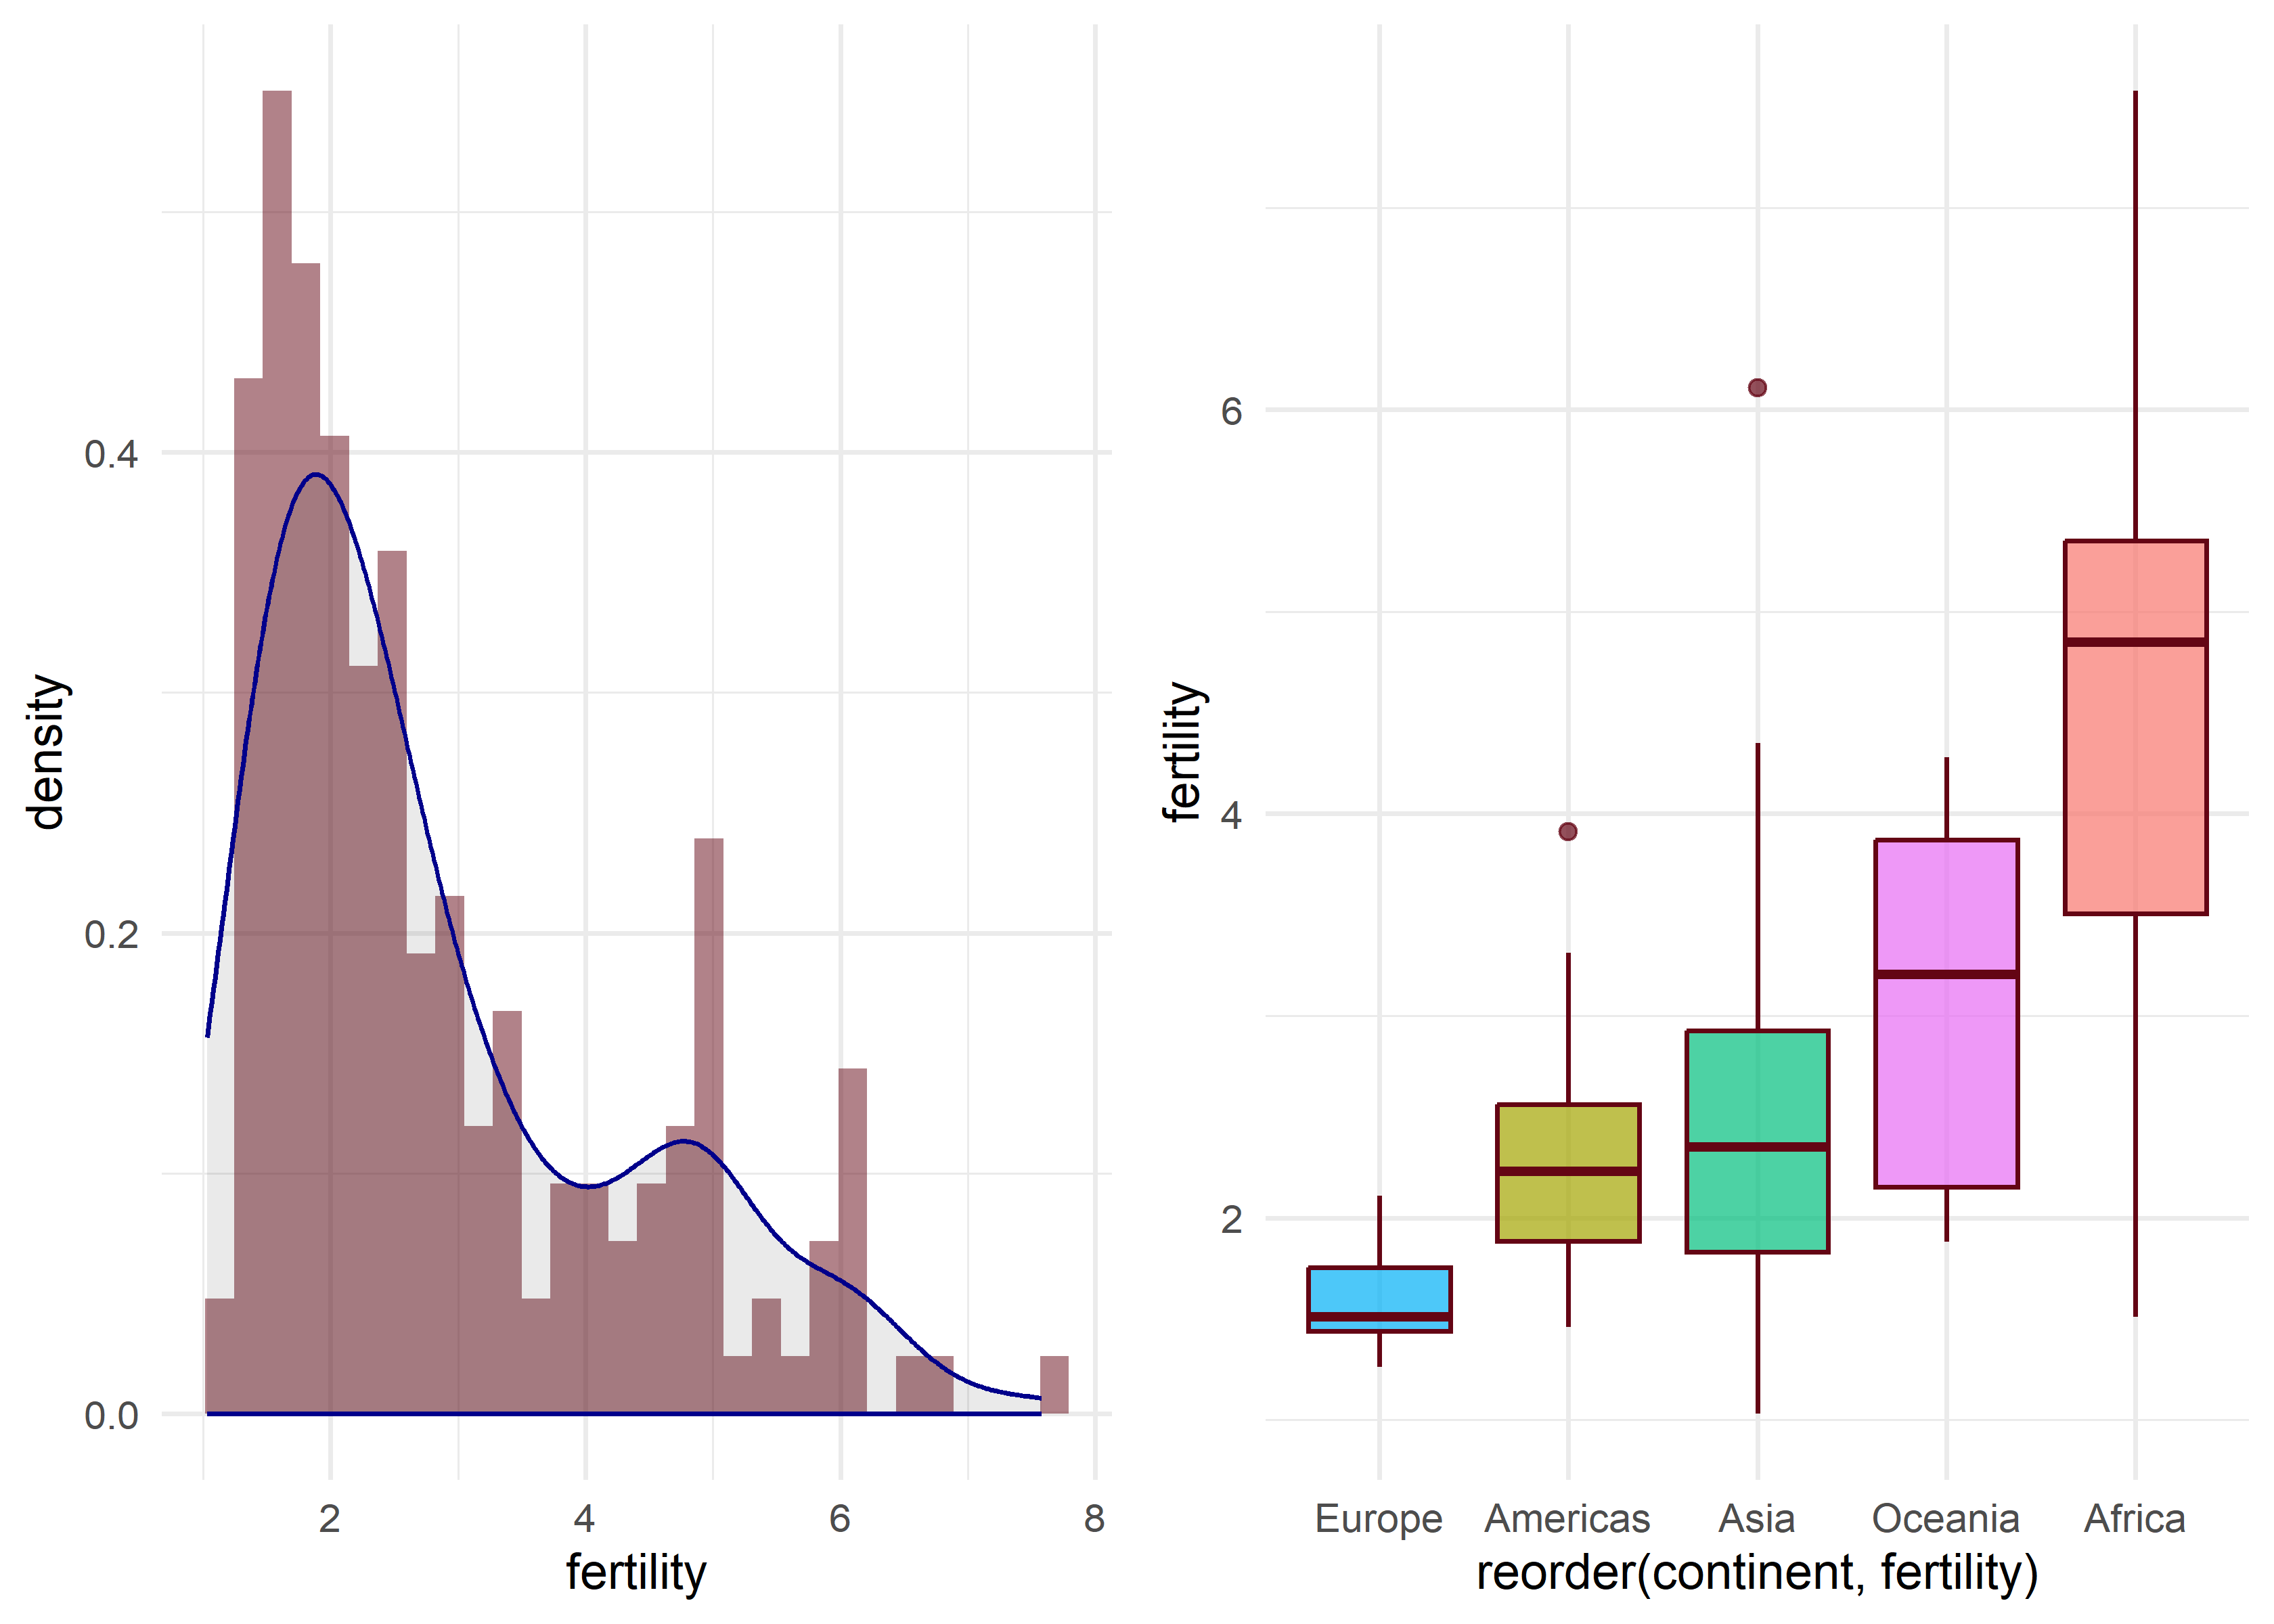 density
0.4
0.2
0.0
2 4 6 8
fertility
fertility
6
4
2
Europe Americas Asia Oceania Africa
reorder(continent, fertility)